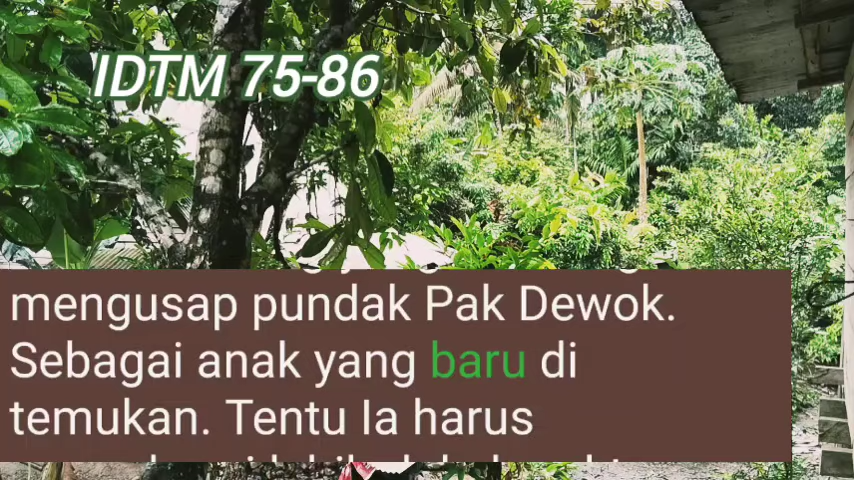 IDTM 75-86
mengusap pundak Pak Dewok.
Sebagai anak yang baru di
temukan. Tentu Ia harus